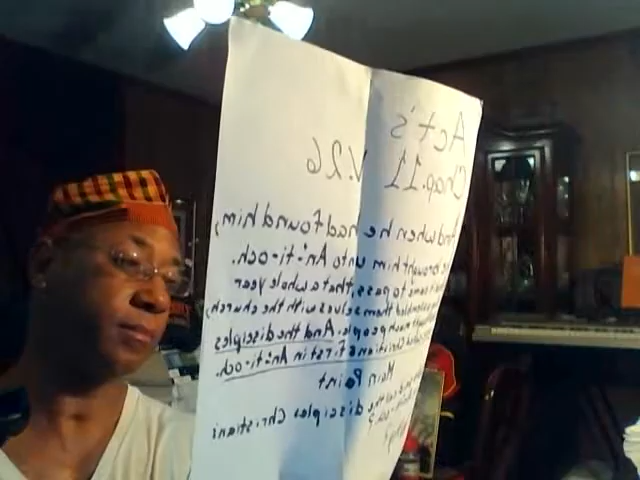 Act's
Chap.11 V.26
And when he had found him,
he brought him unto An-ti-och.
came to pass, that a whole year
assembled themselves with the church,
much people. And the disciples
Christians First in An-ti-och.
Main Point
the disciples Christians